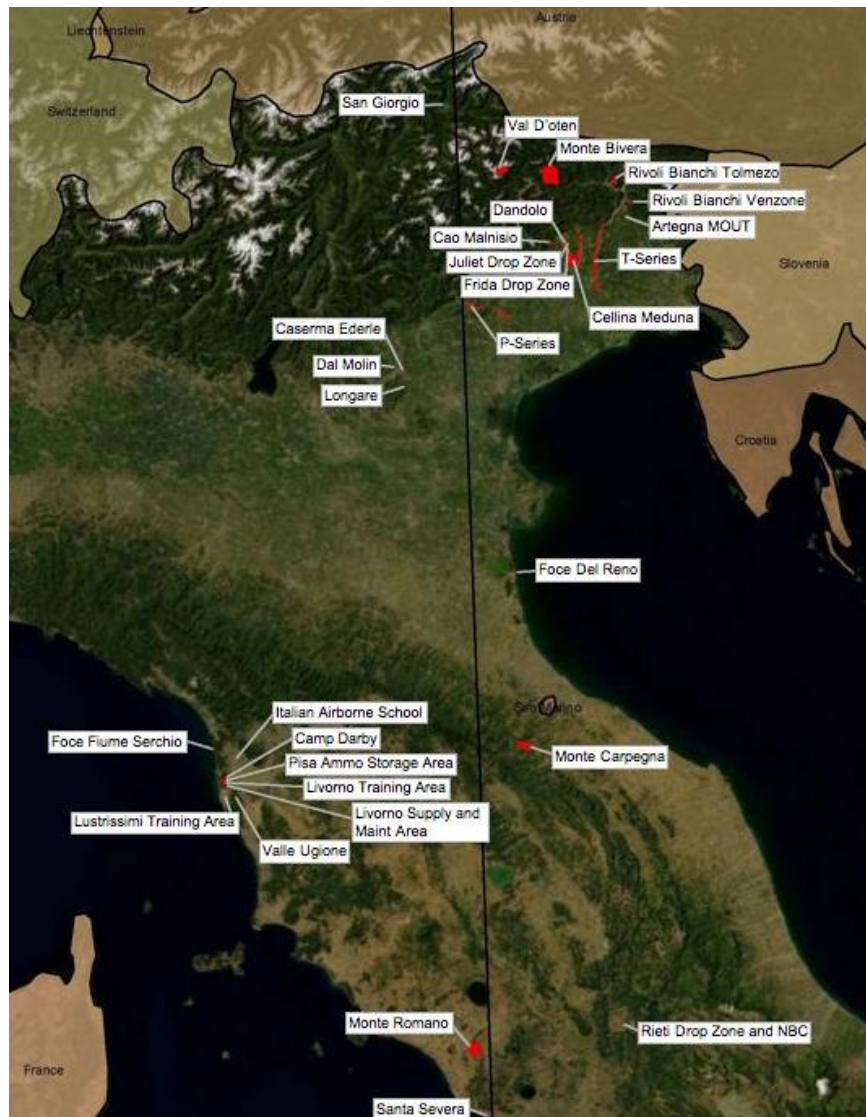 Austrie
Liechtenstein
Switzerland
San Giorgio
Val D'oten
Monte Bivera
Rivoli Bianchi Tolmezo
Rivoli Bianchi Venzone
Dandolo
Artegna MOUT
Cao Malnisio
Juliet Drop Zone
T-Series
Slovenia
Frida Drop Zone
Cellina Meduna
Caserma Ederle
P-Series
Dal Molin
Longare
Croatia
Foce Del Reno
San Marino
Italian Airborne School
Foce Fiume Serchio
Camp Darby
Monte Carpegna
Pisa Ammo Storage Area
Livorno Training Area
Lustrissimi Training Area
Livorno Supply and
Maint Area
Valle Ugione
Monte Romano
Rieti Drop Zone and NBC
France
Santa Severa